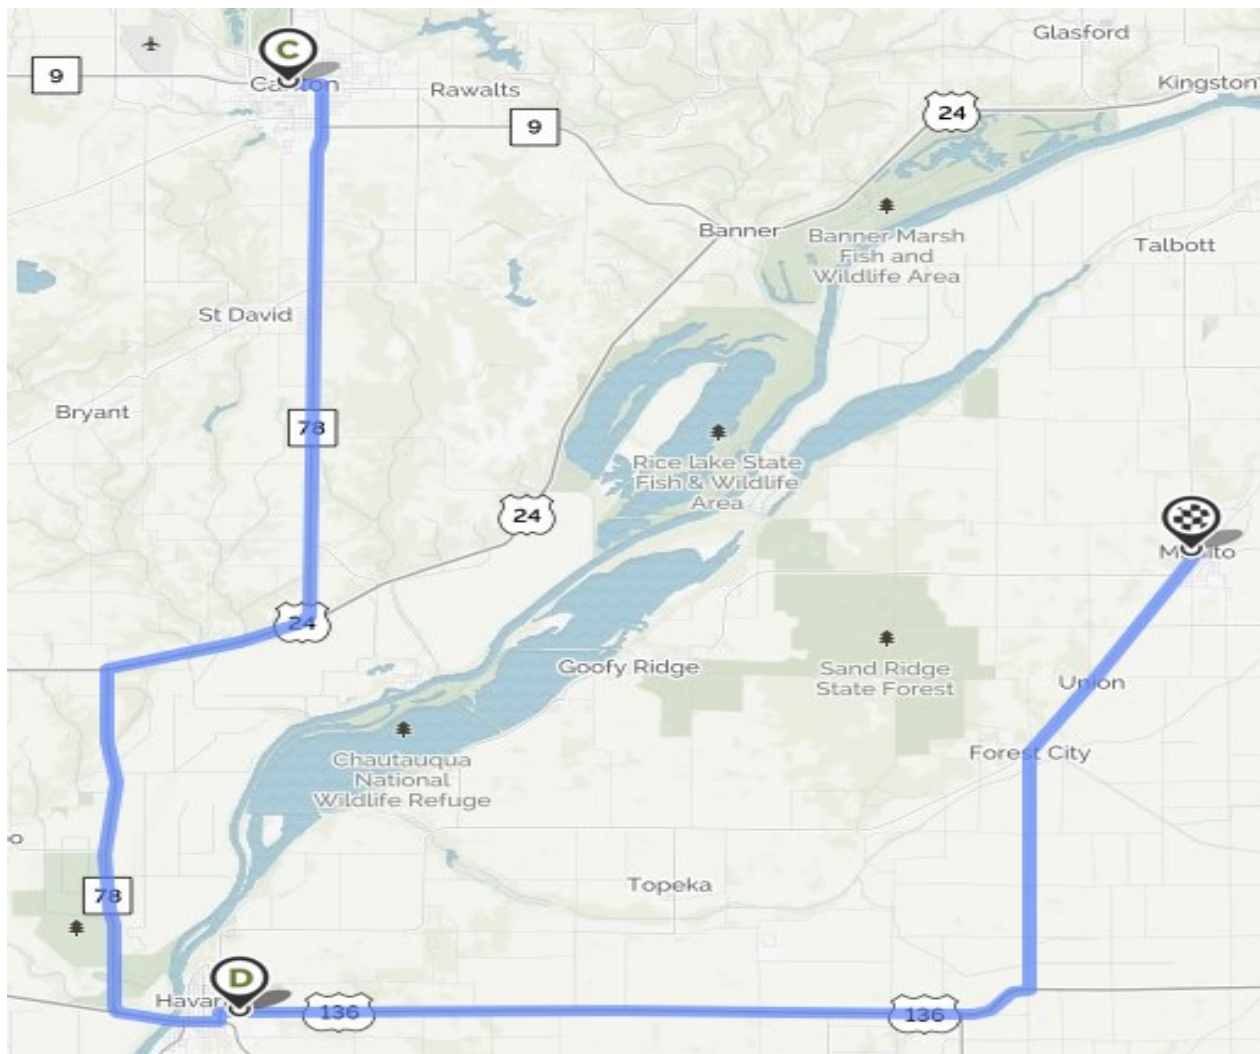 Glasford
C
9
Canton
Rawalts
Kingston
24
9
Banner
Banner Marsh
Fish and
Wildlife Area
Talbott
St David
Bryant
78
Rice lake State
Fish & Wildlife
Area
24
24
Goofy Ridge
Sand Ridge
State Forest
Union
Forest City
Chautauqua
National
Wildlife Refuge
o
Topeka
78
D
Havan
136
136